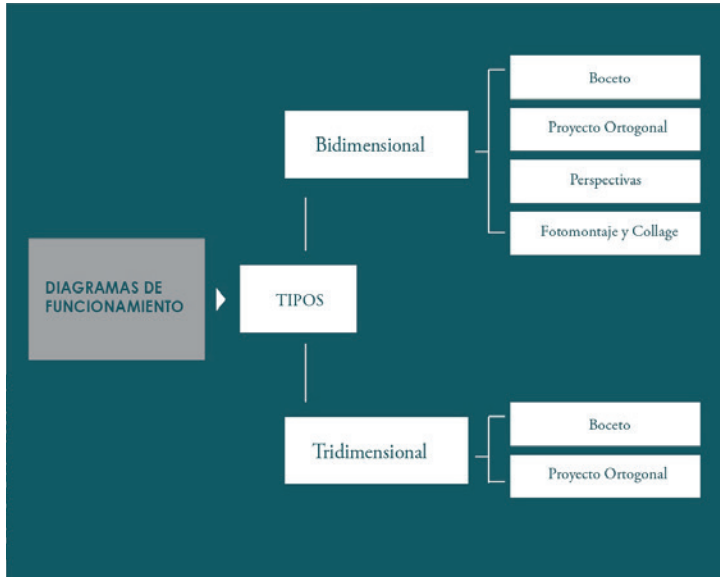 DIAGRAMAS DE
FUNCIONAMIENTO
TIPOS
Bidimensional
Boceto
Proyecto Ortogonal
Perspectivas
Fotomontaje y Collage
Tridimensional
Boceto
Proyecto Ortogonal